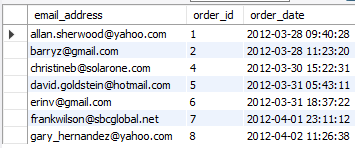 email_address order_id order_date
allan.sherwood@yahoo.com 1 2012-03-28 09:40:28
barryz@gmail.com 2 2012-03-28 11:23:20
christineb@solarone.com 4 2012-03-30 15:22:31
david.goldstein@hotmail.com 5 2012-03-31 05:43:11
erinv@gmail.com 6 2012-03-31 18:37:22
frankwilson@sbcglobal.net 7 2012-04-01 23:11:12
gary_hernandez@yahoo.com 8 2012-04-02 11:26:38